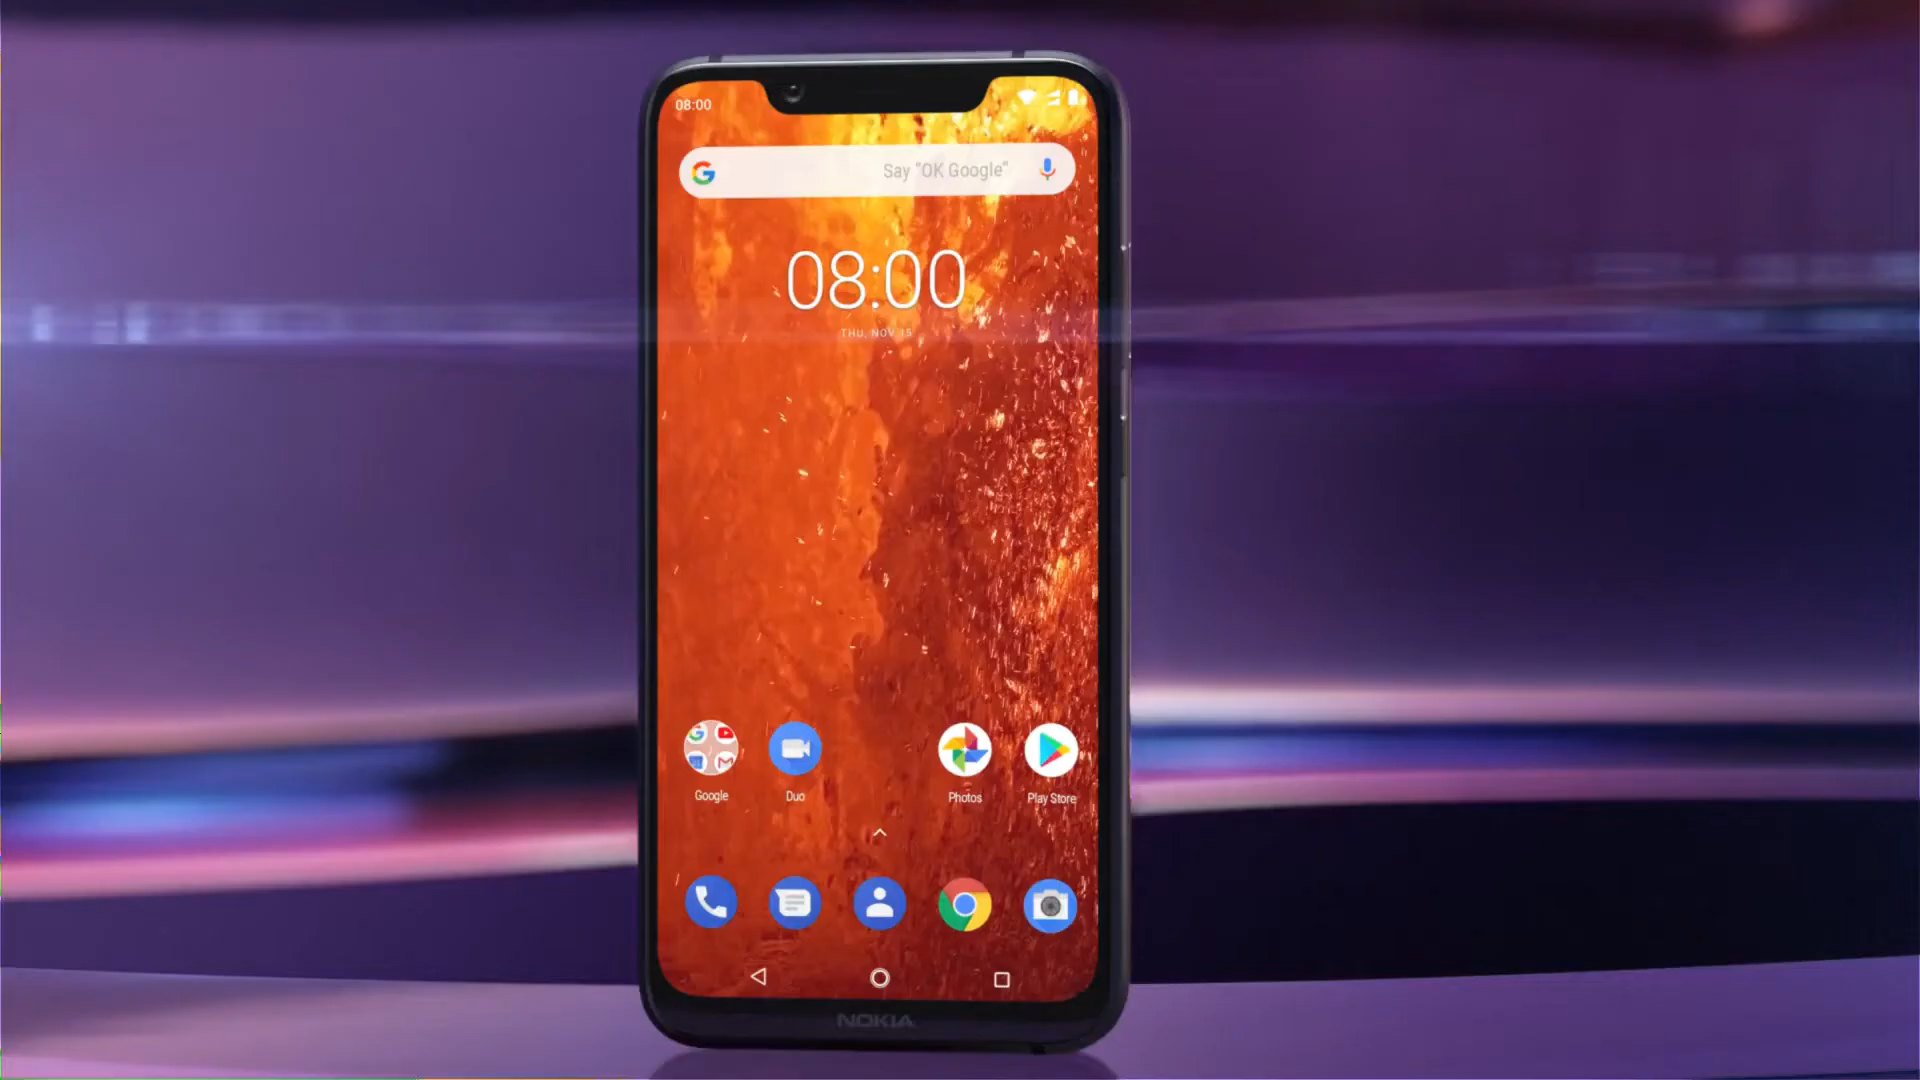 08:00
Say "OK Google"
08:00
THU, NOV 15
Google
Duo
Photos
Play Store
NOKIA